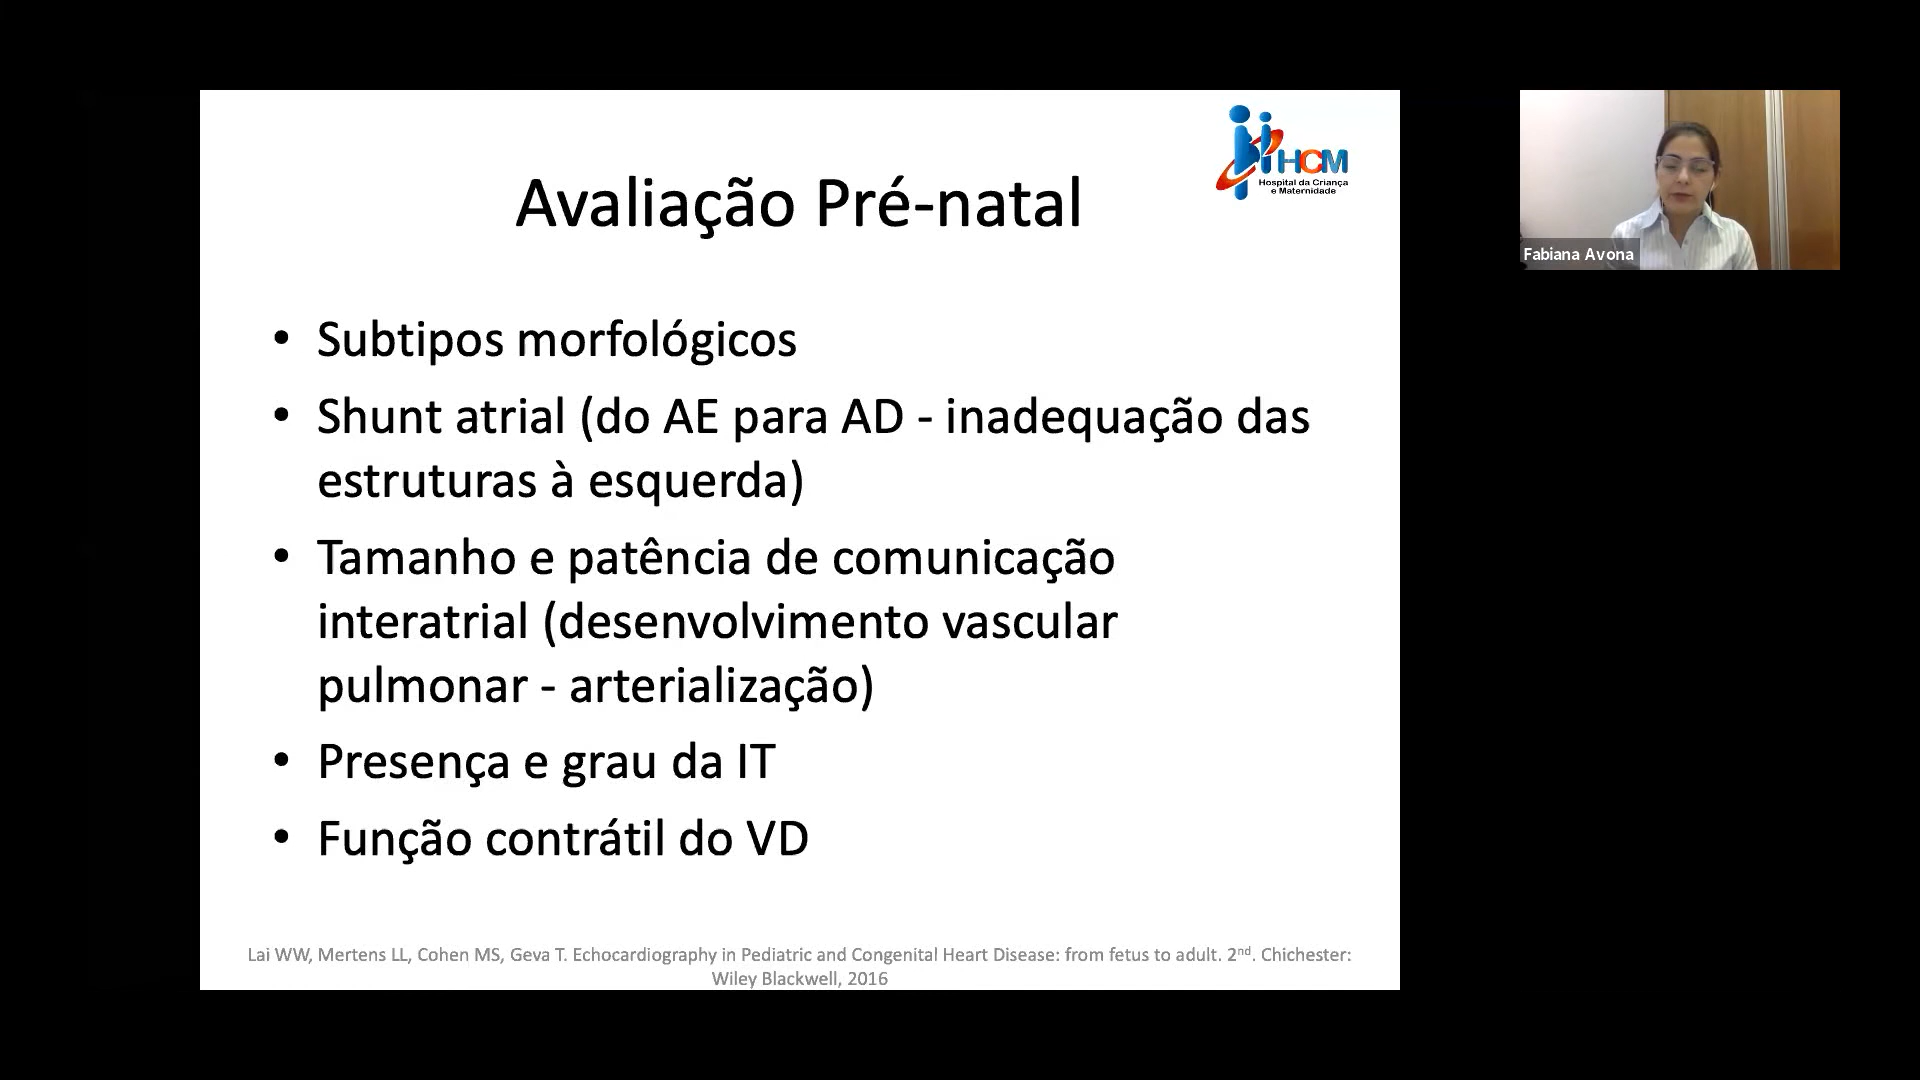 HCM
Hospital da Criança
e Maternidade
Avaliação Pré-natal
• Subtipos morfológicos
• Shunt atrial (do AE para AD - inadequação das
estruturas à esquerda)
• Tamanho e patência de comunicação
interatrial (desenvolvimento vascular
pulmonar - arterialização)
• Presença e grau da IT
• Função contrátil do VD
Lai WW, Mertens LL, Cohen MS, Geva T. Echocardiography in Pediatric and Congenital Heart Disease: from fetus to adult. 2nd. Chichester:
Wiley Blackwell, 2016
Fabiana Avona